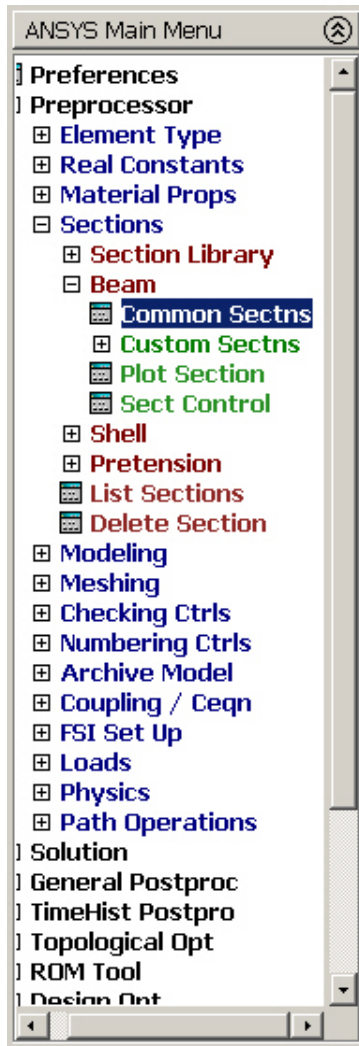 ANSYS Main Menu
Preferences
Preprocessor
Element Type
Real Constants
Material Props
Sections
Section Library
Beam
Common Sectns
Custom Sectns
Plot Section
Sect Control
Shell
Pretension
List Sections
Delete Section
Modeling
Meshing
Checking Ctrls
Numbering Ctrls
Archive Model
Coupling / Ceqn
FSI Set Up
Loads
Physics
Path Operations
Solution
General Postproc
TimeHist Postpro
Topological Opt
ROM Tool
Design Opt